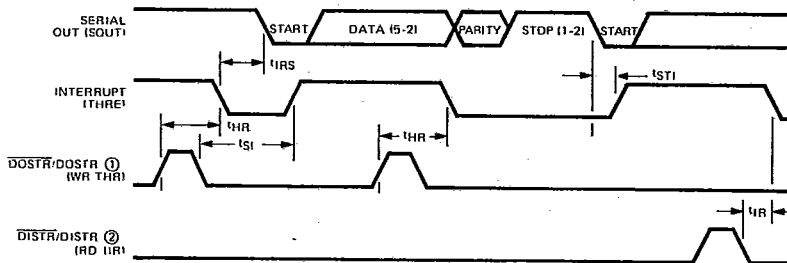 SERIAL
OUT (SOUT)
START
DATA (5-2)
PARITY
STOP (1-2)
START
tIRS
tSTI
INTERRUPT
(THRE)
tHR
tSI
tHR
DOSTR/DOSTR ①
(WR THR)
tIR
DISTR/DISTR ②
(RD IIR)